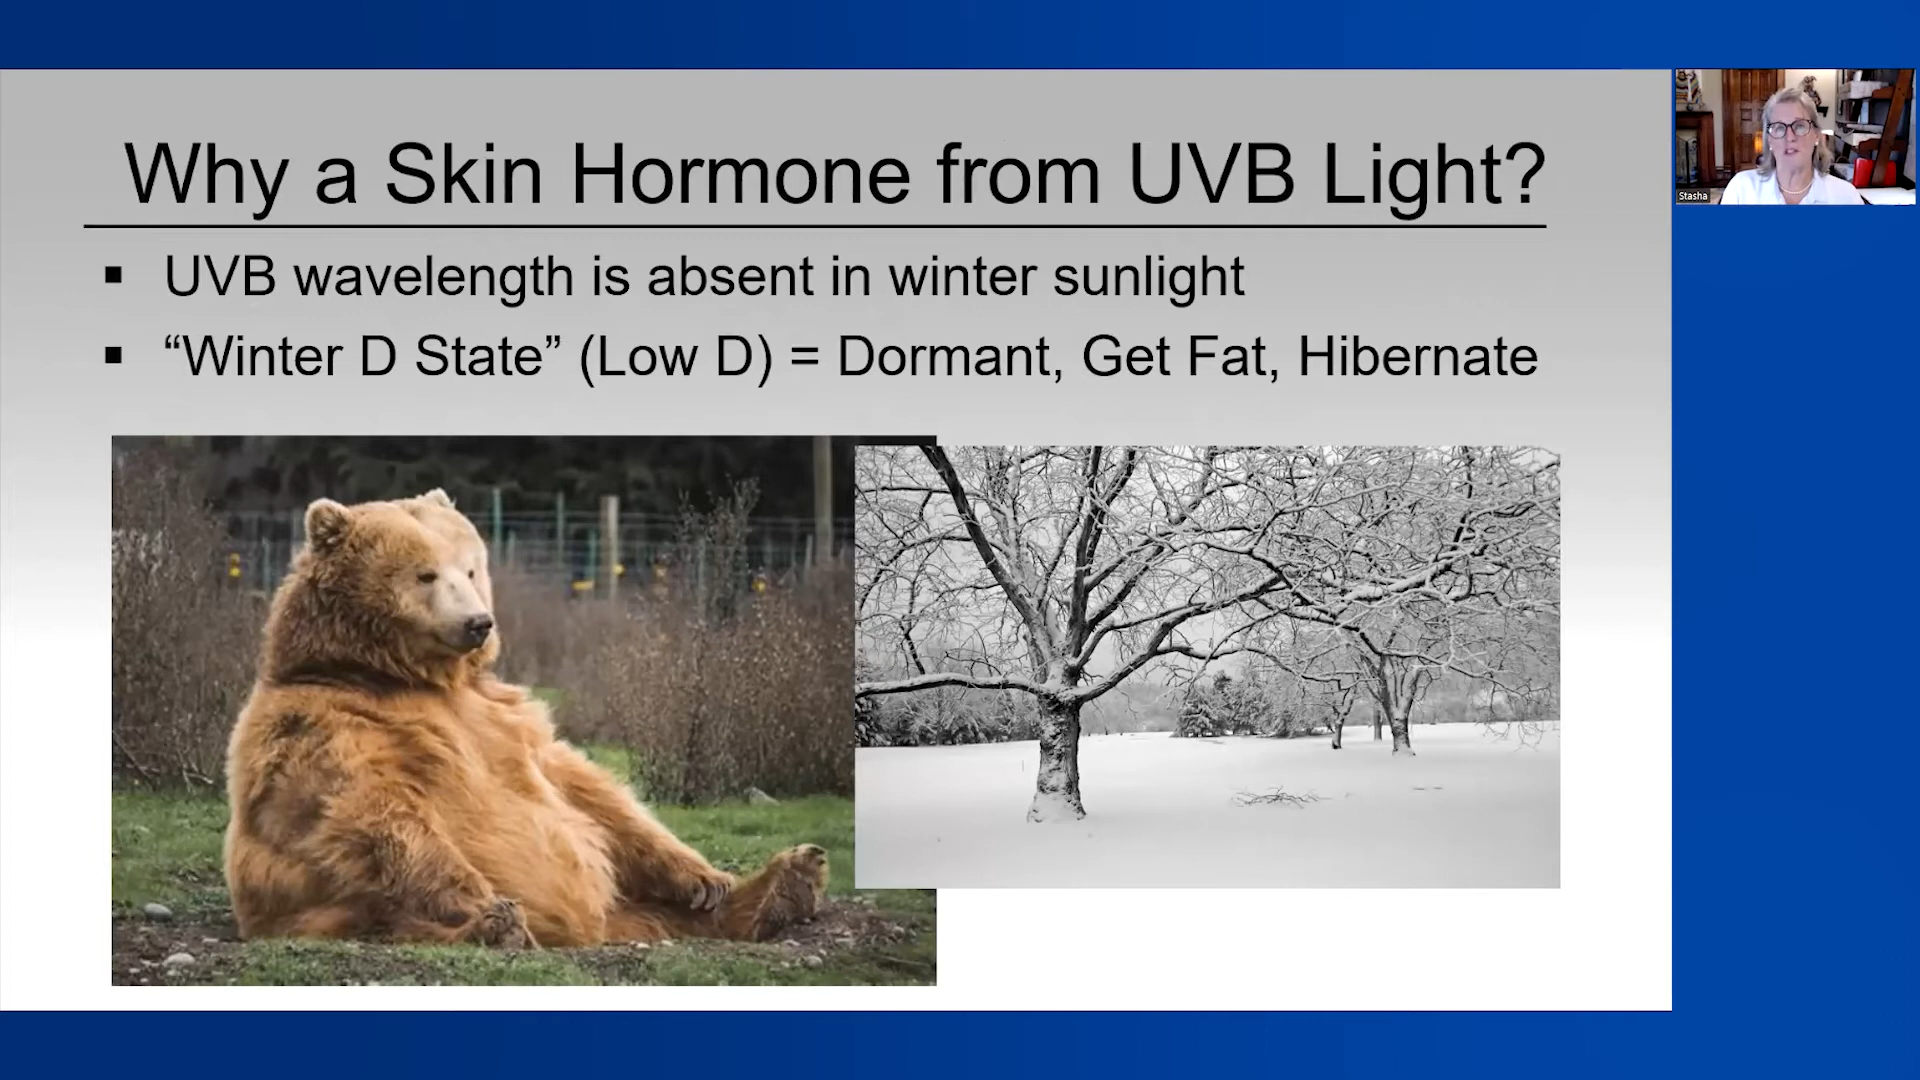 Why a Skin Hormone from UVB Light?
▪ UVB wavelength is absent in winter sunlight
▪ “Winter D State” (Low D) = Dormant, Get Fat, Hibernate
Stasha